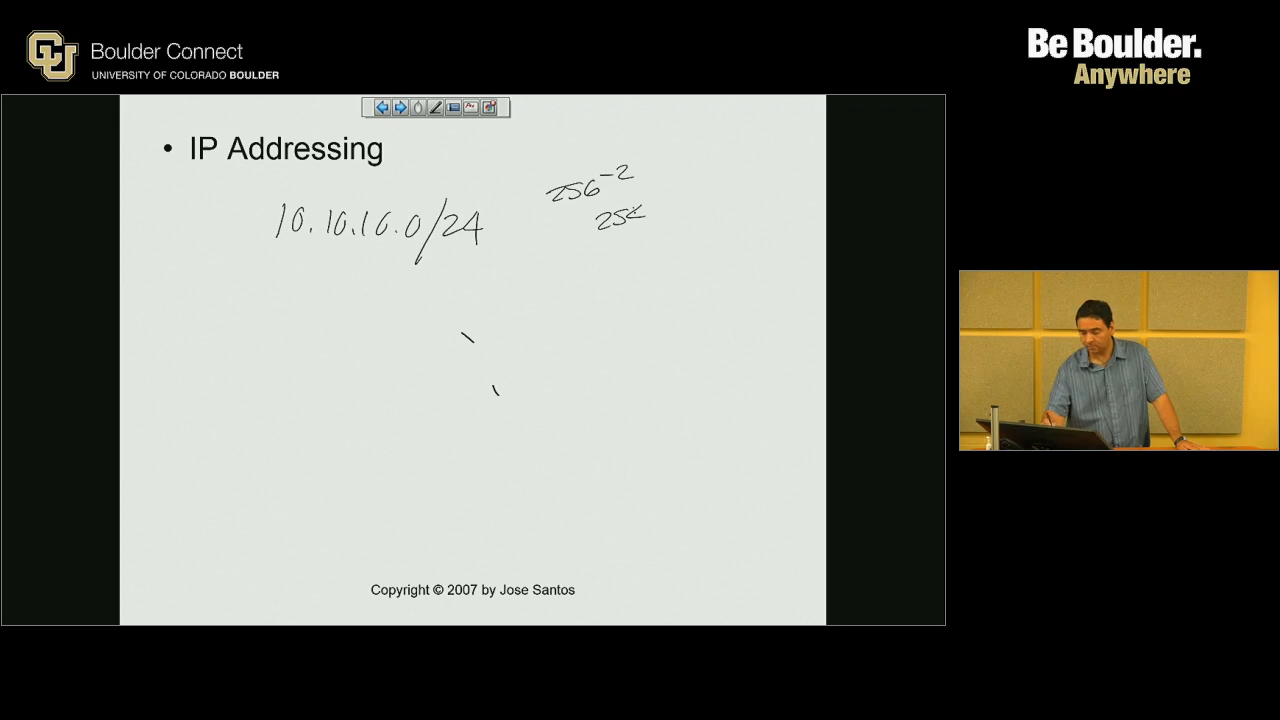 CU
Boulder Connect
UNIVERSITY OF COLORADO BOULDER
Be Boulder.
Anywhere
• IP Addressing
256-2
254
10.10.10.0/24
Copyright © 2007 by Jose Santos